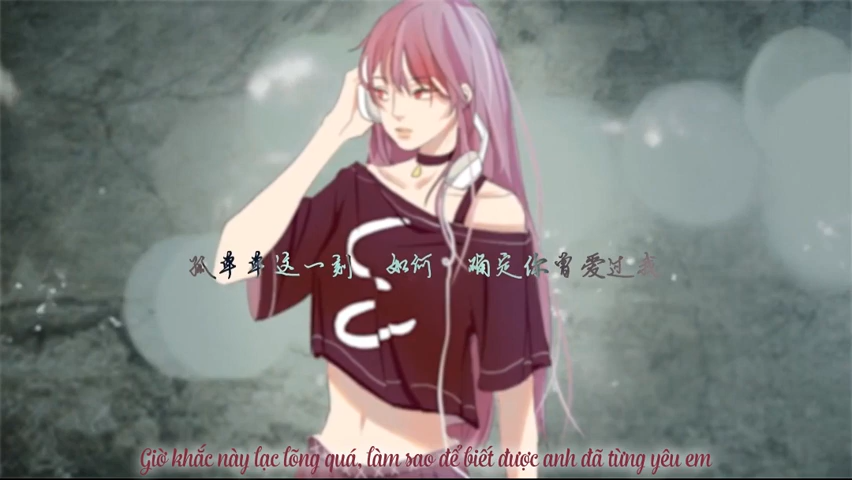 孤单单这一刻 如何 确定你曾爱过我
Giờ khắc này lạc lõng quá, làm sao để biết được anh đã từng yêu em